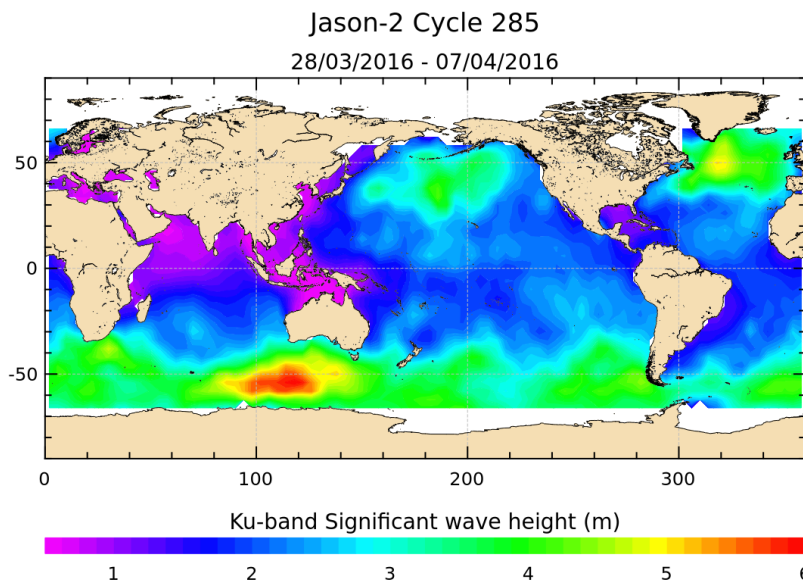 Jason-2 Cycle 285
28/03/2016 - 07/04/2016
50
0
-50
0 100 200 300
Ku-band Significant wave height (m)
1 2 3 4 5 6